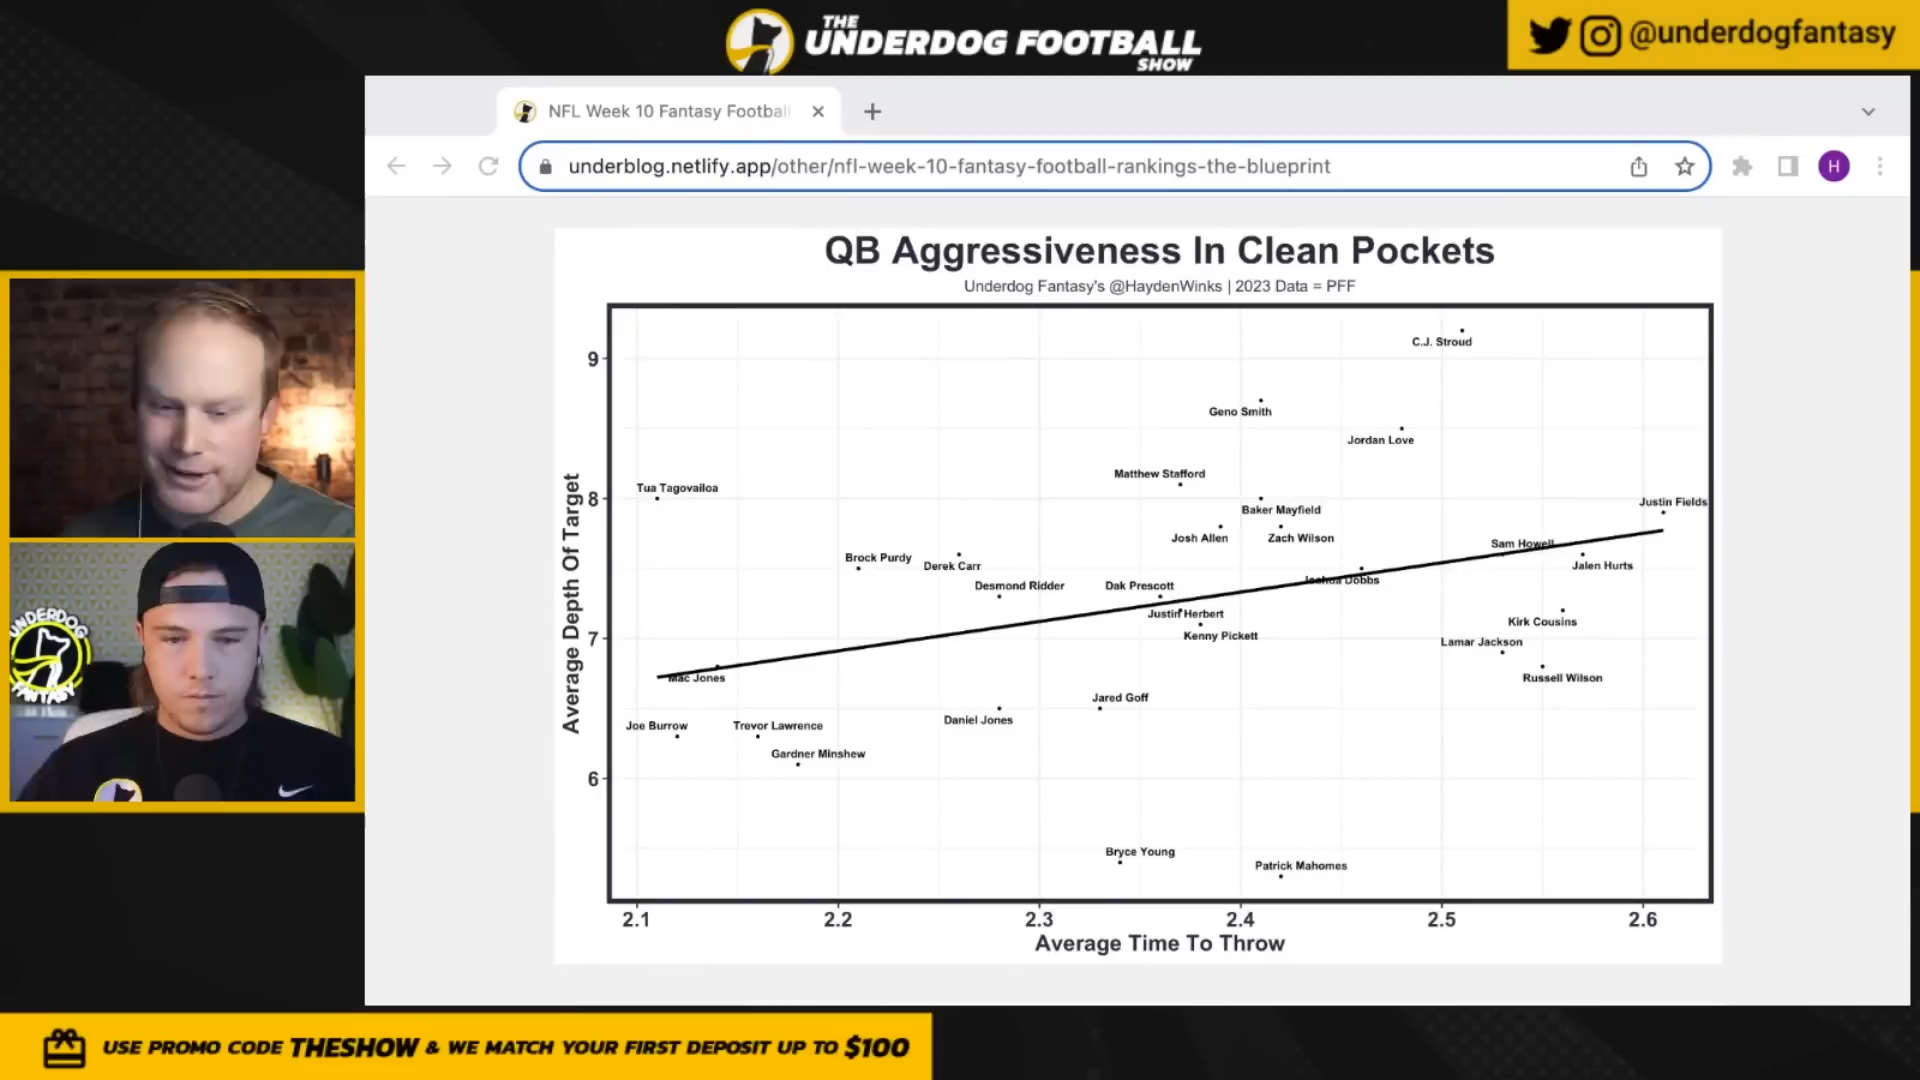 THE
UNDERDOG FOOTBALL
SHOW
@underdogfantasy
NFL Week 10 Fantasy Football
underblog.netlify.app/other/nfl-week-10-fantasy-football-rankings-the-blueprint
H
QB Aggressiveness In Clean Pockets
Underdog Fantasy's @HaydenWinks | 2023 Data = PFF
Average Depth Of Target
9
8
7
6
C.J. Stroud
Geno Smith
Jordan Love
Matthew Stafford
Tua Tagovailoa
Justin Fields
Baker Mayfield
Josh Allen
Zach Wilson
Sam Howell
Brock Purdy
Derek Carr
Jalen Hurts
Desmond Ridder
Dak Prescott
Joshua Dobbs
Justin Herbert
Kirk Cousins
Kenny Pickett
Lamar Jackson
Mac Jones
Russell Wilson
Jared Goff
Daniel Jones
Joe Burrow
Trevor Lawrence
Gardner Minshew
Bryce Young
Patrick Mahomes
2.1 2.2 2.3 2.4 2.5 2.6
Average Time To Throw
UNDERDOG
FANTASY
USE PROMO CODE THESHOW & WE MATCH YOUR FIRST DEPOSIT UP TO $100